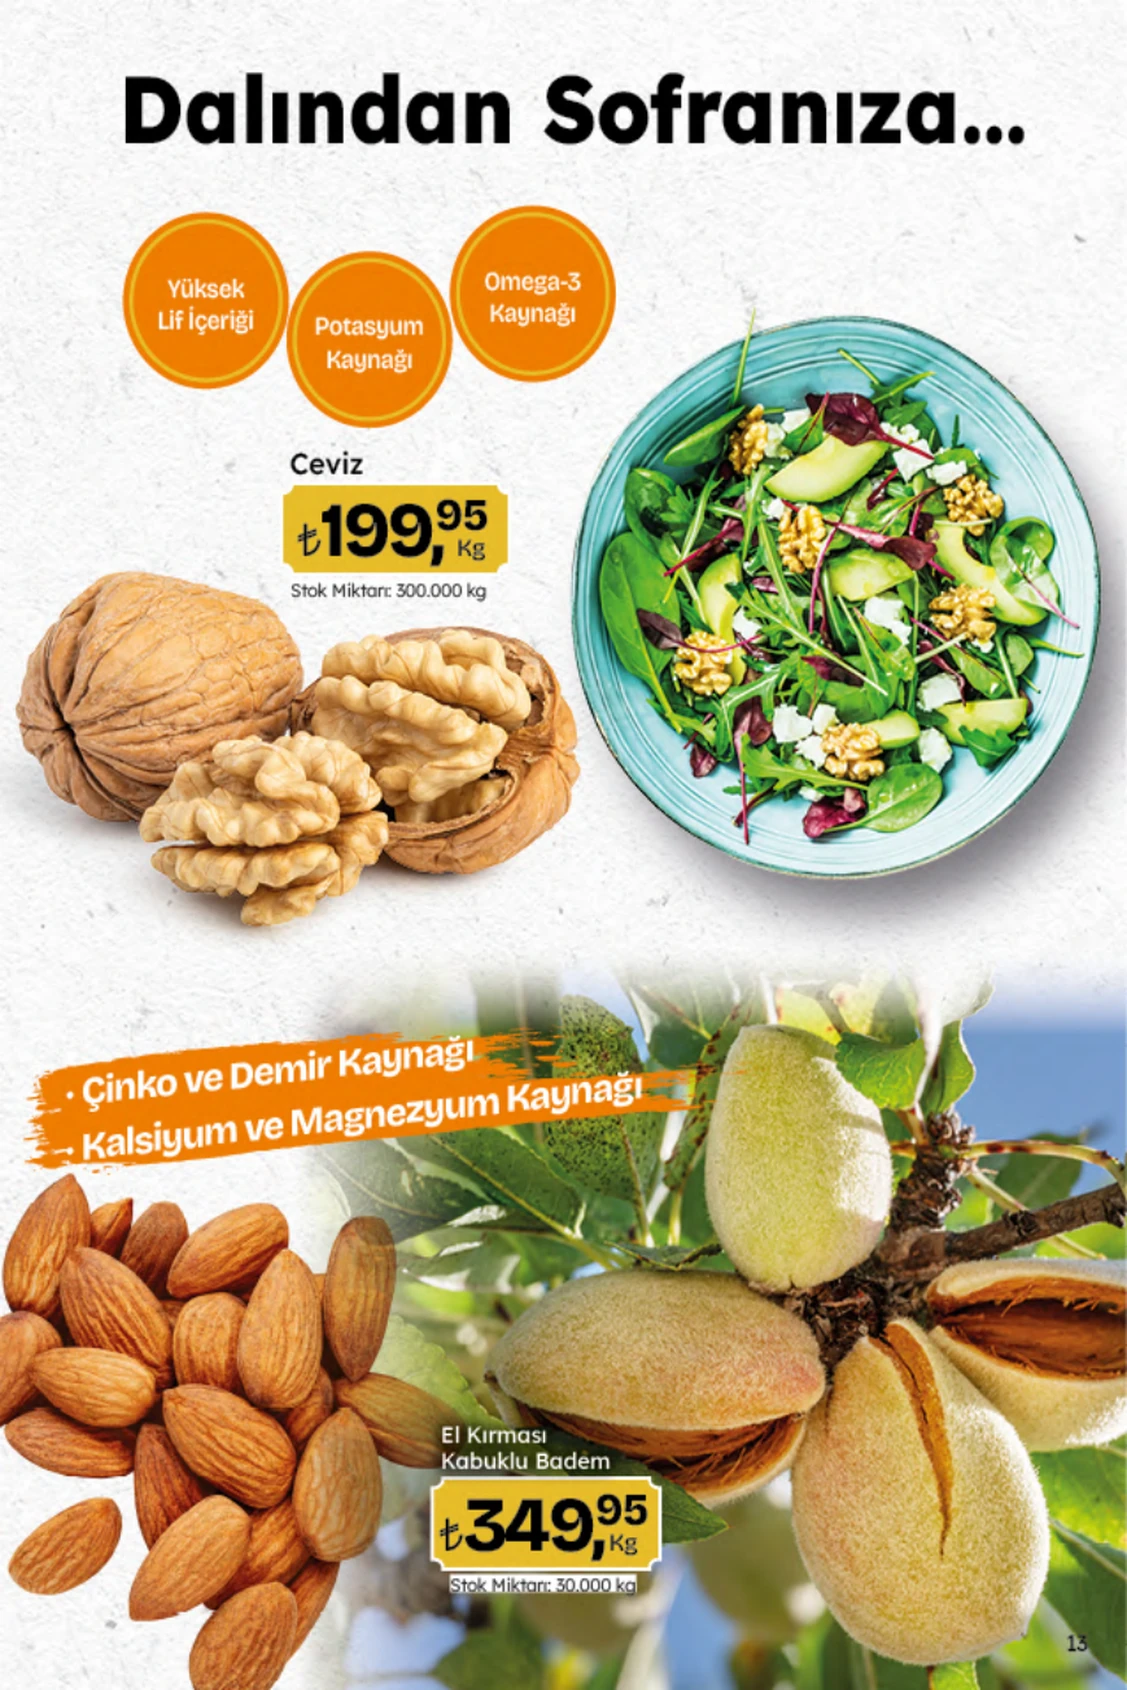 Dalından Sofranıza...
Yüksek
Lif İçeriği
Potasyum
Kaynağı
Omega-3
Kaynağı
Ceviz
₺199,95
Kg
Stok Miktarı: 300.000 kg
· Çinko ve Demir Kaynağı
· Kalsiyum ve Magnezyum Kaynağı
El Kırması
Kabuklu Badem
₺349,95
Kg
Stok Miktarı: 30.000 kg
13